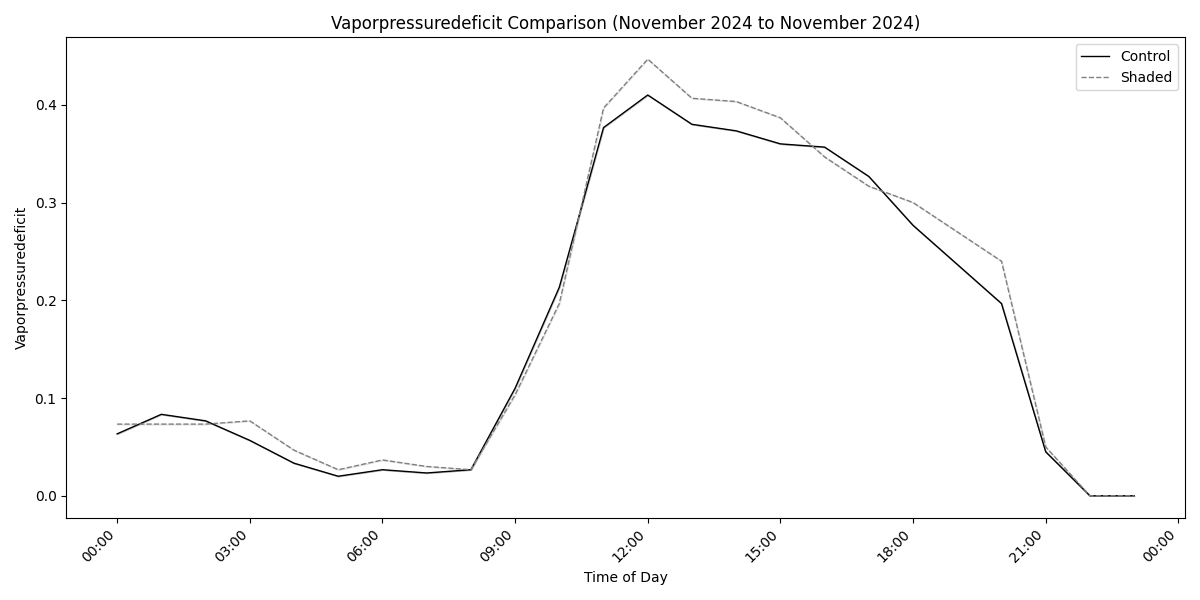 Vaporpressuredeficit Comparison (November 2024 to November 2024)
Control
Shaded
Vaporpressuredeficit
0.4
0.3
0.2
0.1
0.0
00:00
03:00
06:00
09:00
12:00
15:00
18:00
21:00
00:00
Time of Day